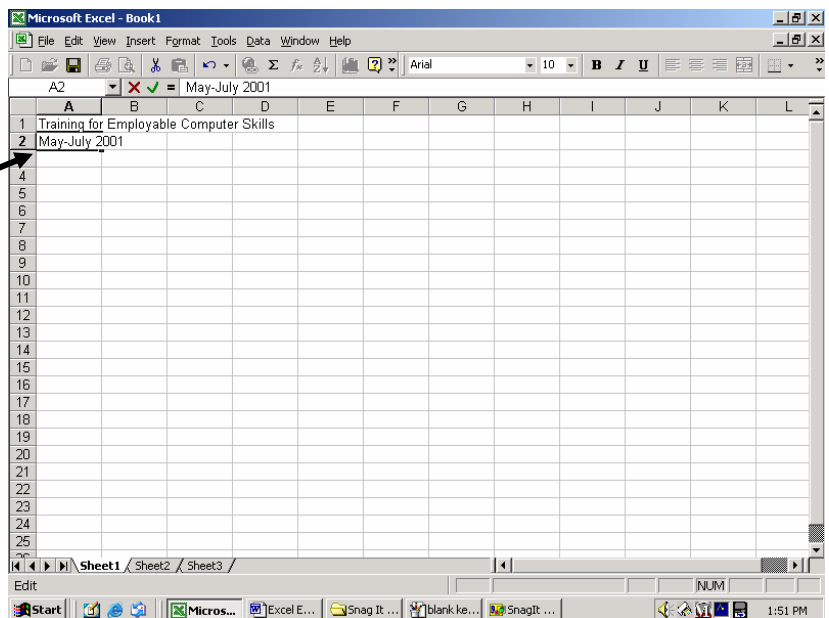 Microsoft Excel - Book1
File Edit View Insert Format Tools Data Window Help
Arial 10 B I U
A2 = May-July 2001
A B C D E F G H I J K L
1 Training for Employable Computer Skills
2 May-July 2001
4
5
6
7
8
9
10
11
12
13
14
15
16
17
18
19
20
21
22
23
24
25
Sheet1 Sheet2 Sheet3
Edit NUM
Start Micros... Excel E... Snag It ... blank ke... SnagIt ... 1:51 PM